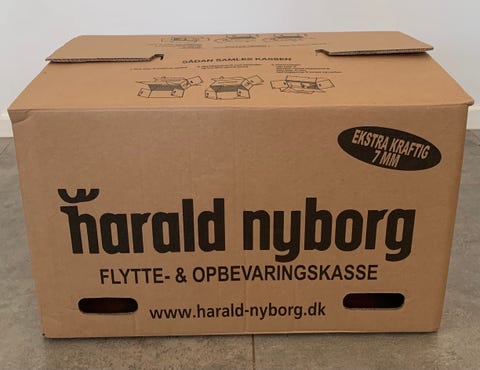 SÅDAN SAMLES KASSEN
EKSTRA KRAFTIG
7 MM
harald nyborg
FLYTTE- & OPBEVARINGSKASSE
www.harald-nyborg.dk